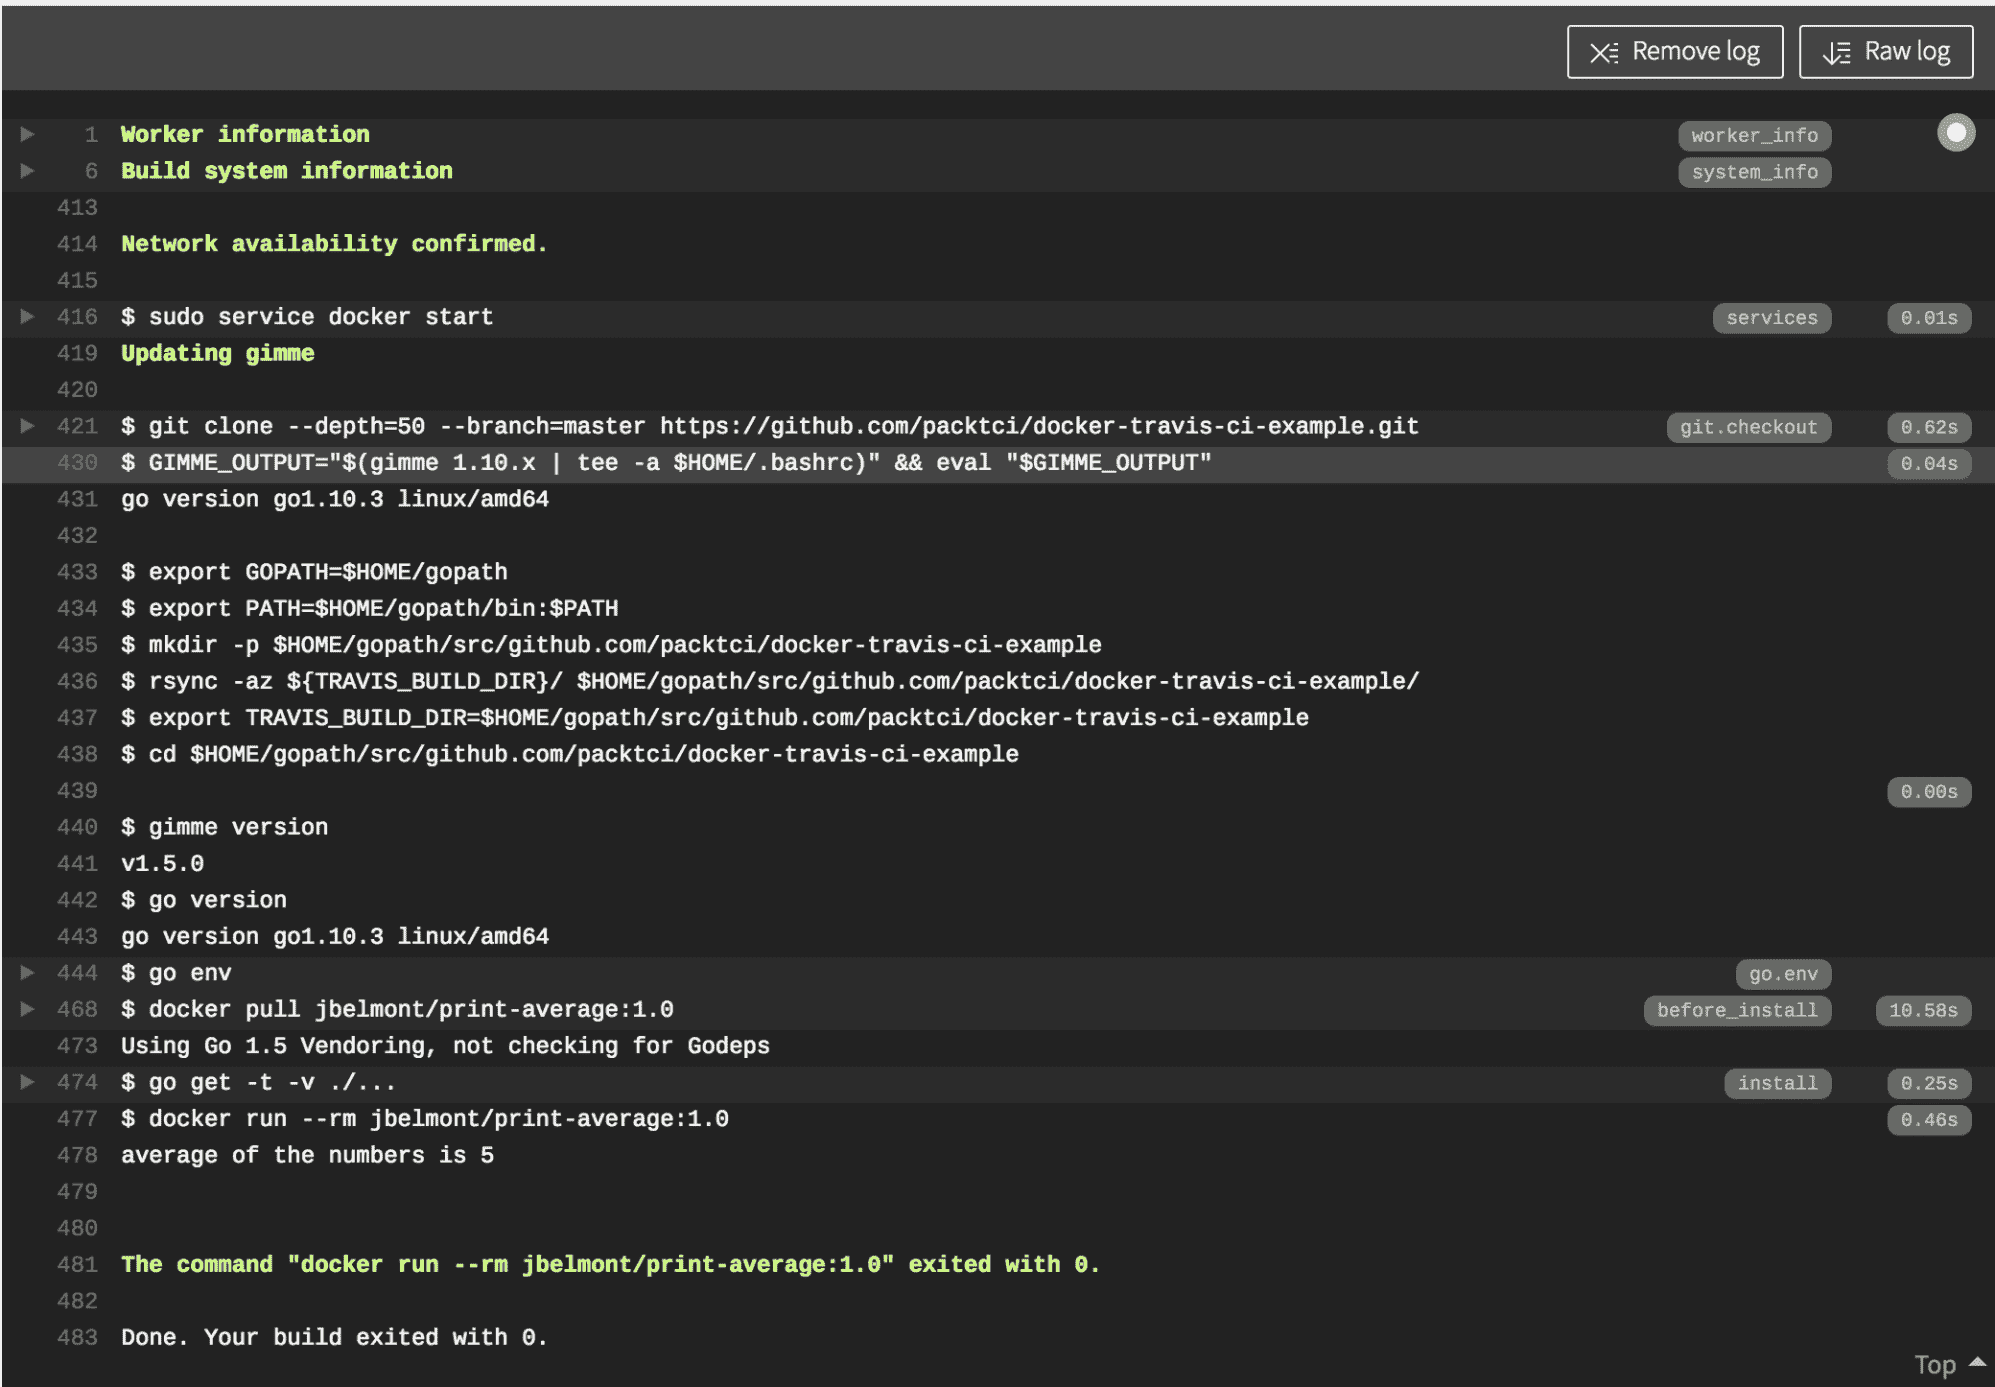 Remove log Raw log
1 Worker information worker_info
6 Build system information system_info
413
414 Network availability confirmed.
415
416 $ sudo service docker start services 0.01s
419 Updating gimme
420
421 $ git clone --depth=50 --branch=master https://github.com/packtci/docker-travis-ci-example.git git.checkout 0.62s
430 $ GIMME_OUTPUT="$(gimme 1.10.x | tee -a $HOME/.bashrc)" && eval "$GIMME_OUTPUT" 0.04s
431 go version go1.10.3 linux/amd64
432
433 $ export GOPATH=$HOME/gopath
434 $ export PATH=$HOME/gopath/bin:$PATH
435 $ mkdir -p $HOME/gopath/src/github.com/packtci/docker-travis-ci-example
436 $ rsync -az ${TRAVIS_BUILD_DIR}/ $HOME/gopath/src/github.com/packtci/docker-travis-ci-example/
437 $ export TRAVIS_BUILD_DIR=$HOME/gopath/src/github.com/packtci/docker-travis-ci-example
438 $ cd $HOME/gopath/src/github.com/packtci/docker-travis-ci-example
439 0.00s
440 $ gimme version
441 v1.5.0
442 $ go version
443 go version go1.10.3 linux/amd64
444 $ go env go.env
468 $ docker pull jbelmont/print-average:1.0 before_install 10.58s
473 Using Go 1.5 Vendoring, not checking for Godeps
474 $ go get -t -v ./... install 0.25s
477 $ docker run --rm jbelmont/print-average:1.0 0.46s
478 average of the numbers is 5
479
480
481 The command "docker run --rm jbelmont/print-average:1.0" exited with 0.
482
483 Done. Your build exited with 0.
Top